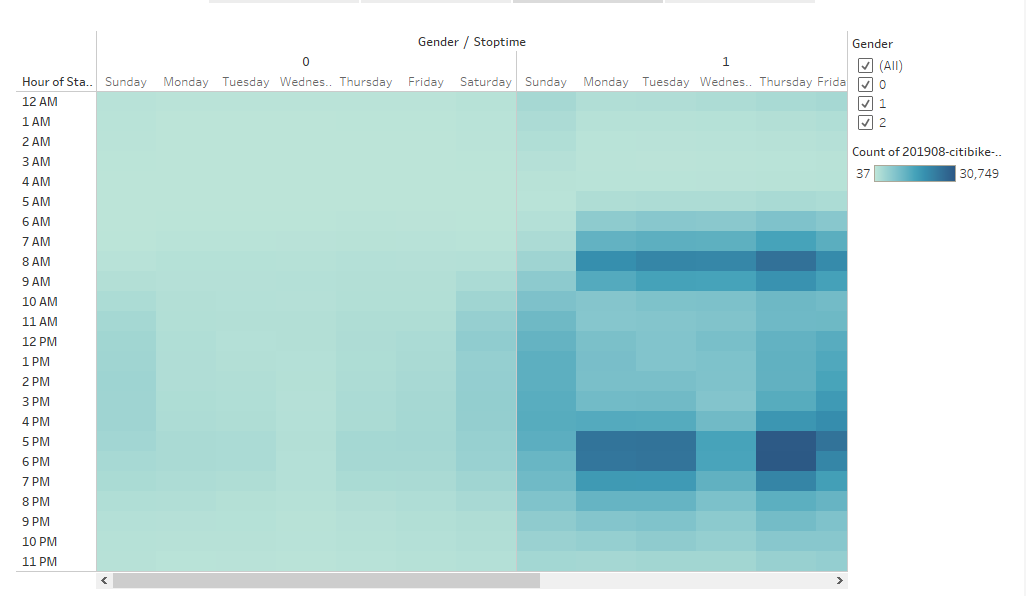 Gender / Stoptime
0 1
Hour of Sta.. Sunday Monday Tuesday Wednes.. Thursday Friday Saturday Sunday Monday Tuesday Wednes.. Thursday Frida
12 AM
1 AM
2 AM
3 AM
4 AM
5 AM
6 AM
7 AM
8 AM
9 AM
10 AM
11 AM
12 PM
1 PM
2 PM
3 PM
4 PM
5 PM
6 PM
7 PM
8 PM
9 PM
10 PM
11 PM
Gender
(All)
0
1
2
Count of 201908-citibike-..
37 30,749